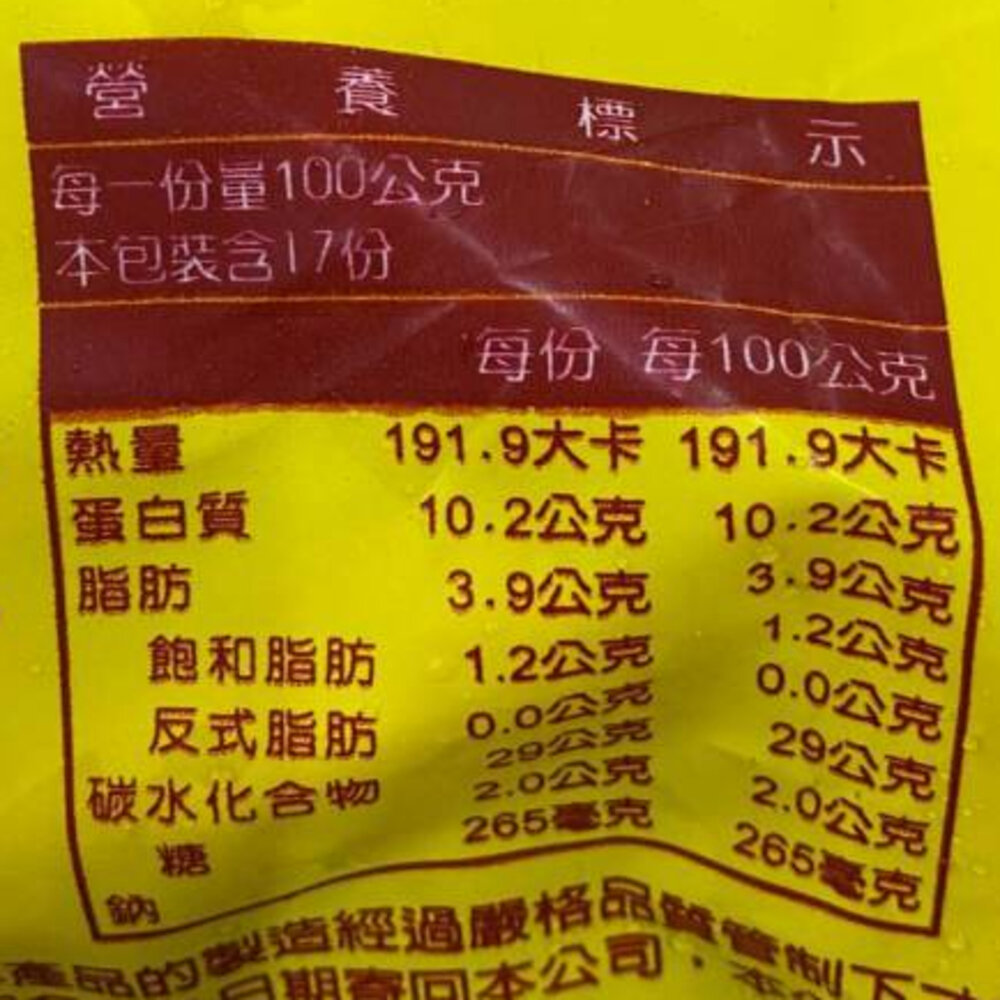 營養標示
每一份量100公克
本包裝含17份
每份 每100公克
熱量 191.9大卡 191.9大卡
蛋白質 10.2公克 10.2公克
脂肪 3.9公克 3.9公克
飽和脂肪 1.2公克 1.2公克
反式脂肪 0.0公克 0.0公克
碳水化合物 29公克 29公克
糖 2.0公克 2.0公克
鈉 265毫克 265毫克
產品的製造經過嚴格品質管制下
日期寄回本公司，本